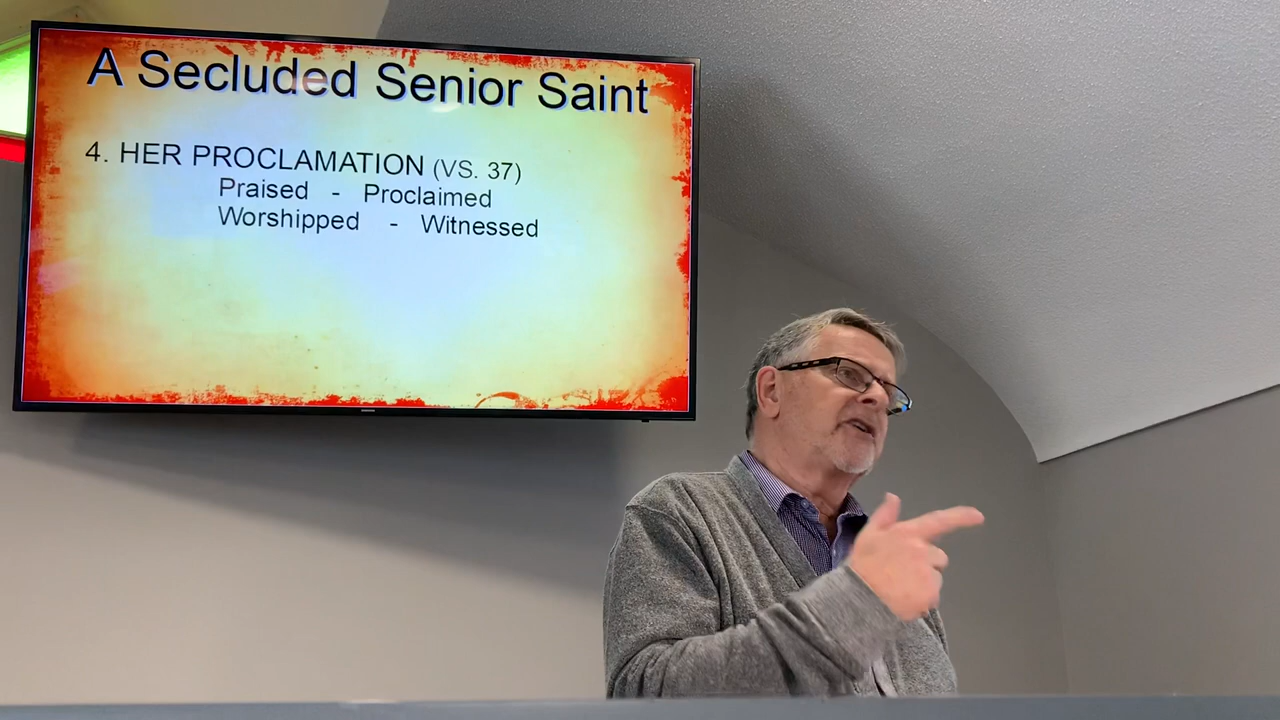 A Secluded Senior Saint
4. HER PROCLAMATION (VS. 37)
Praised - Proclaimed
Worshipped - Witnessed